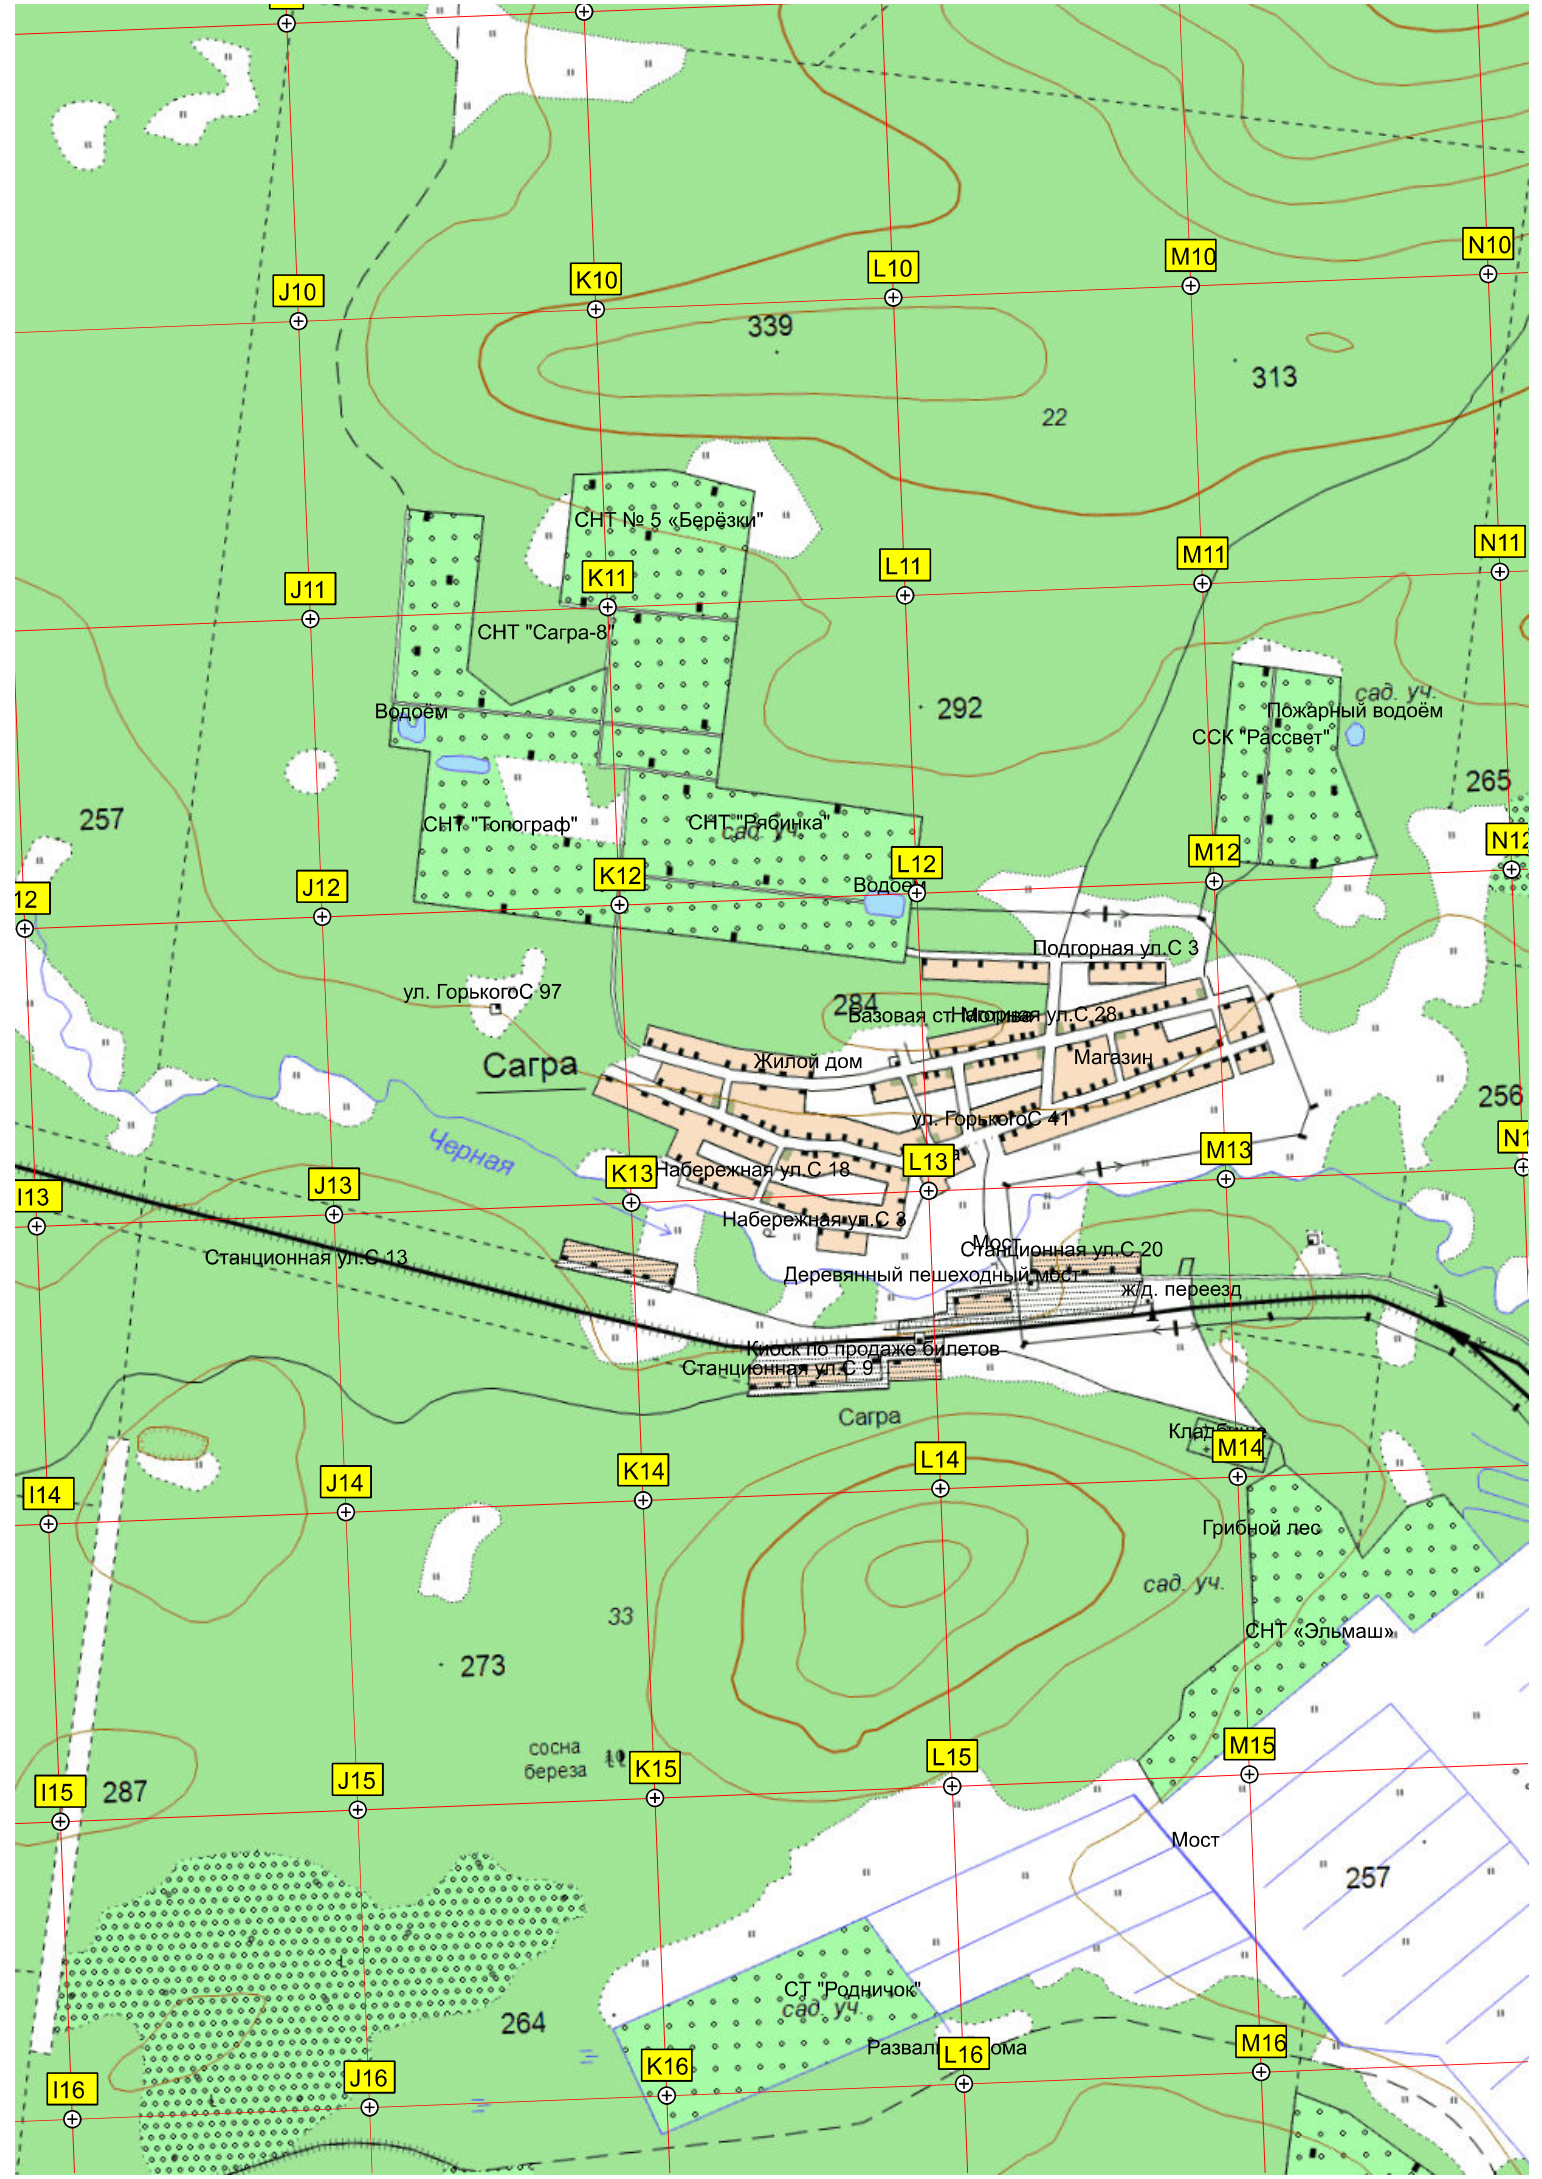 N10
M10
L10
K10
J10
339
313
22
СНТ № 5 «Берёзки"
N11
M11
L11
K11
J11
СНТ "Сагра-8"
сад. уч.
292
Водоём
Пожарный водоём
ССК "Рассвет"
265
257
СНТ "Топограф"
СНТ "Рябинка"
сад. уч.
N12
M12
L12
K12
J12
12
Водоем
Подгорная ул.С 3
ул. ГорькогоС 97
284
Нагорная ул.С 28
Магазин
Жилой дом
Сагра
256
ул. ГорькогоС 41
Черная
N1
M13
L13
K13
J13
I13
Набережная ул.С 18
Набережная ул.С 3
Мост
Станционная ул.С 20
Станционная ул.С 13
Деревянный пешеходный мост
ж/д. переезд
Киоск по продаже билетов
Станционная ул.С 9
Сагра
M14
L14
K14
J14
I14
Грибной лес
сад. уч.
33
СНТ «Эльмаш»
273
сосна
береза
M15
L15
K15
J15
I15
287
Мост
257
СТ "Родничок"
сад. уч.
264
M16
L16
K16
J16
I16